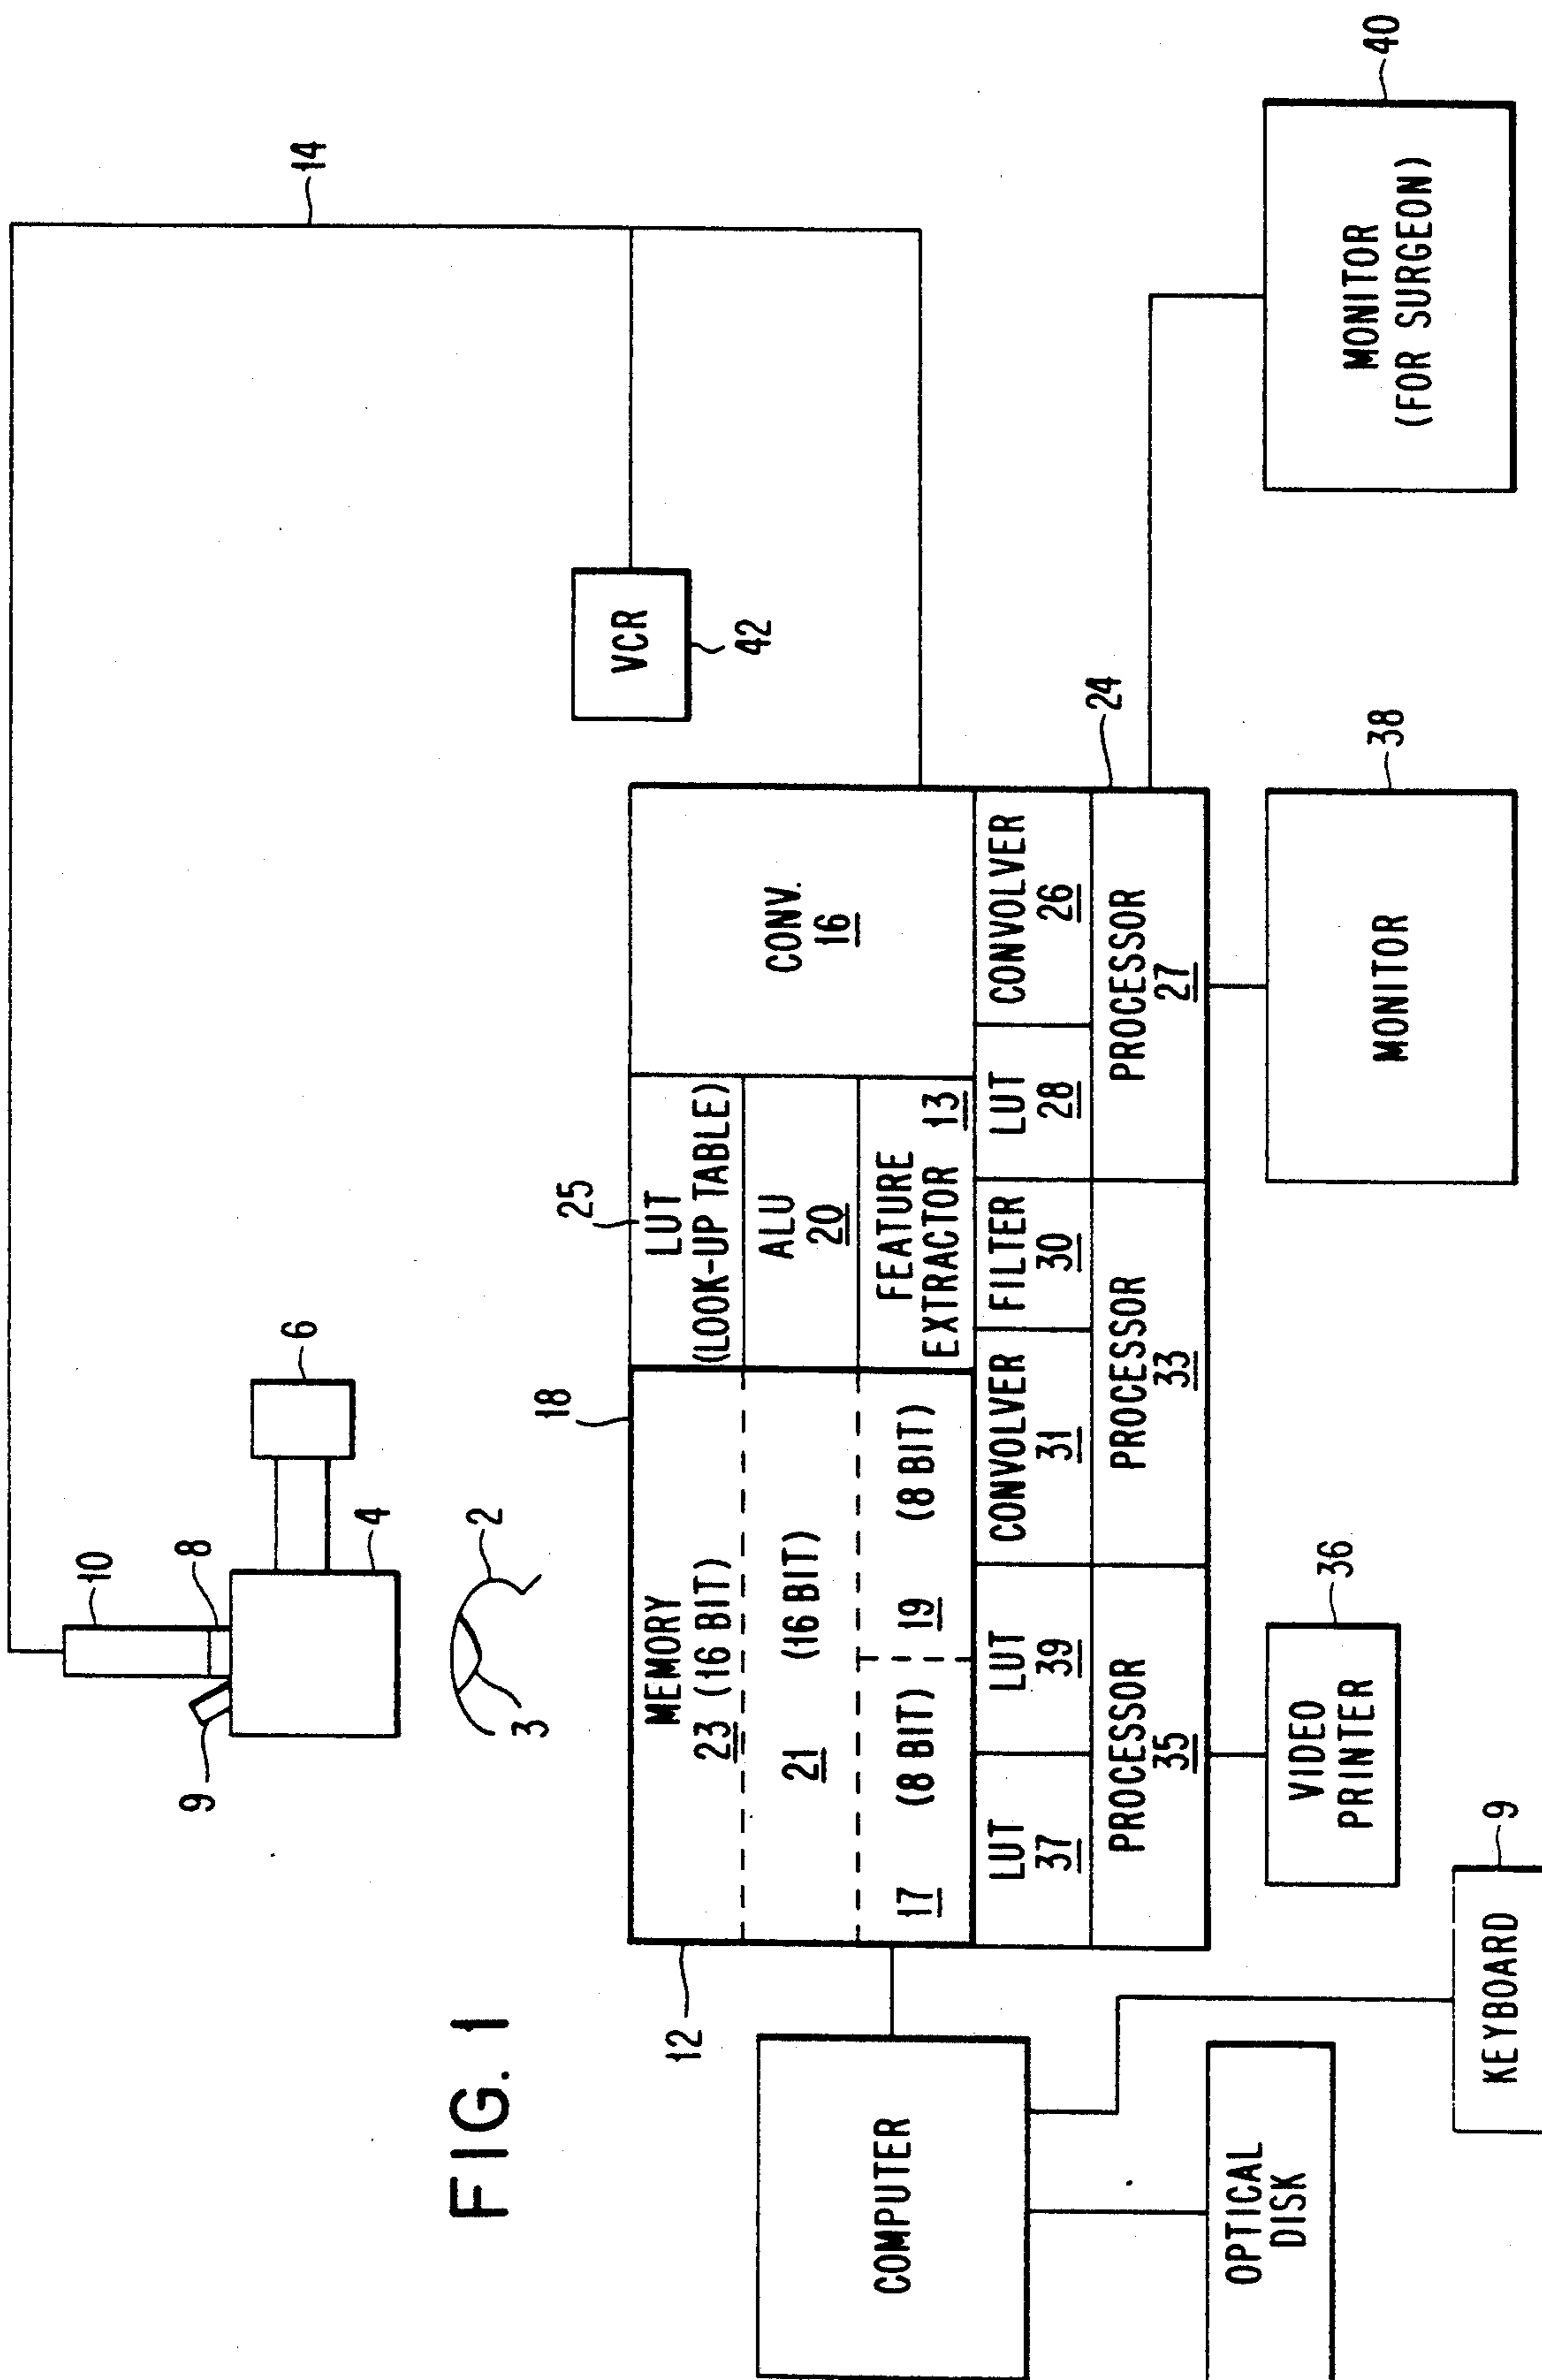 FIG. 1
10
8
9
6
4
2
3
14
VCR
42
12
18
25
MEMORY
23 (16 BIT)
21 (16 BIT)
17 (8 BIT)
19 (8 BIT)
LUT
(LOOK-UP TABLE)
ALU
20
FEATURE
EXTRACTOR 13
CONV.
16
LUT
37
LUT
39
CONVOLVER
31
FILTER
30
LUT
28
CONVOLVER
26
24
PROCESSOR
35
PROCESSOR
33
PROCESSOR
27
COMPUTER
OPTICAL
DISK
KEYBOARD
9
VIDEO
PRINTER
36
MONITOR
38
MONITOR
(FOR SURGEON)
40